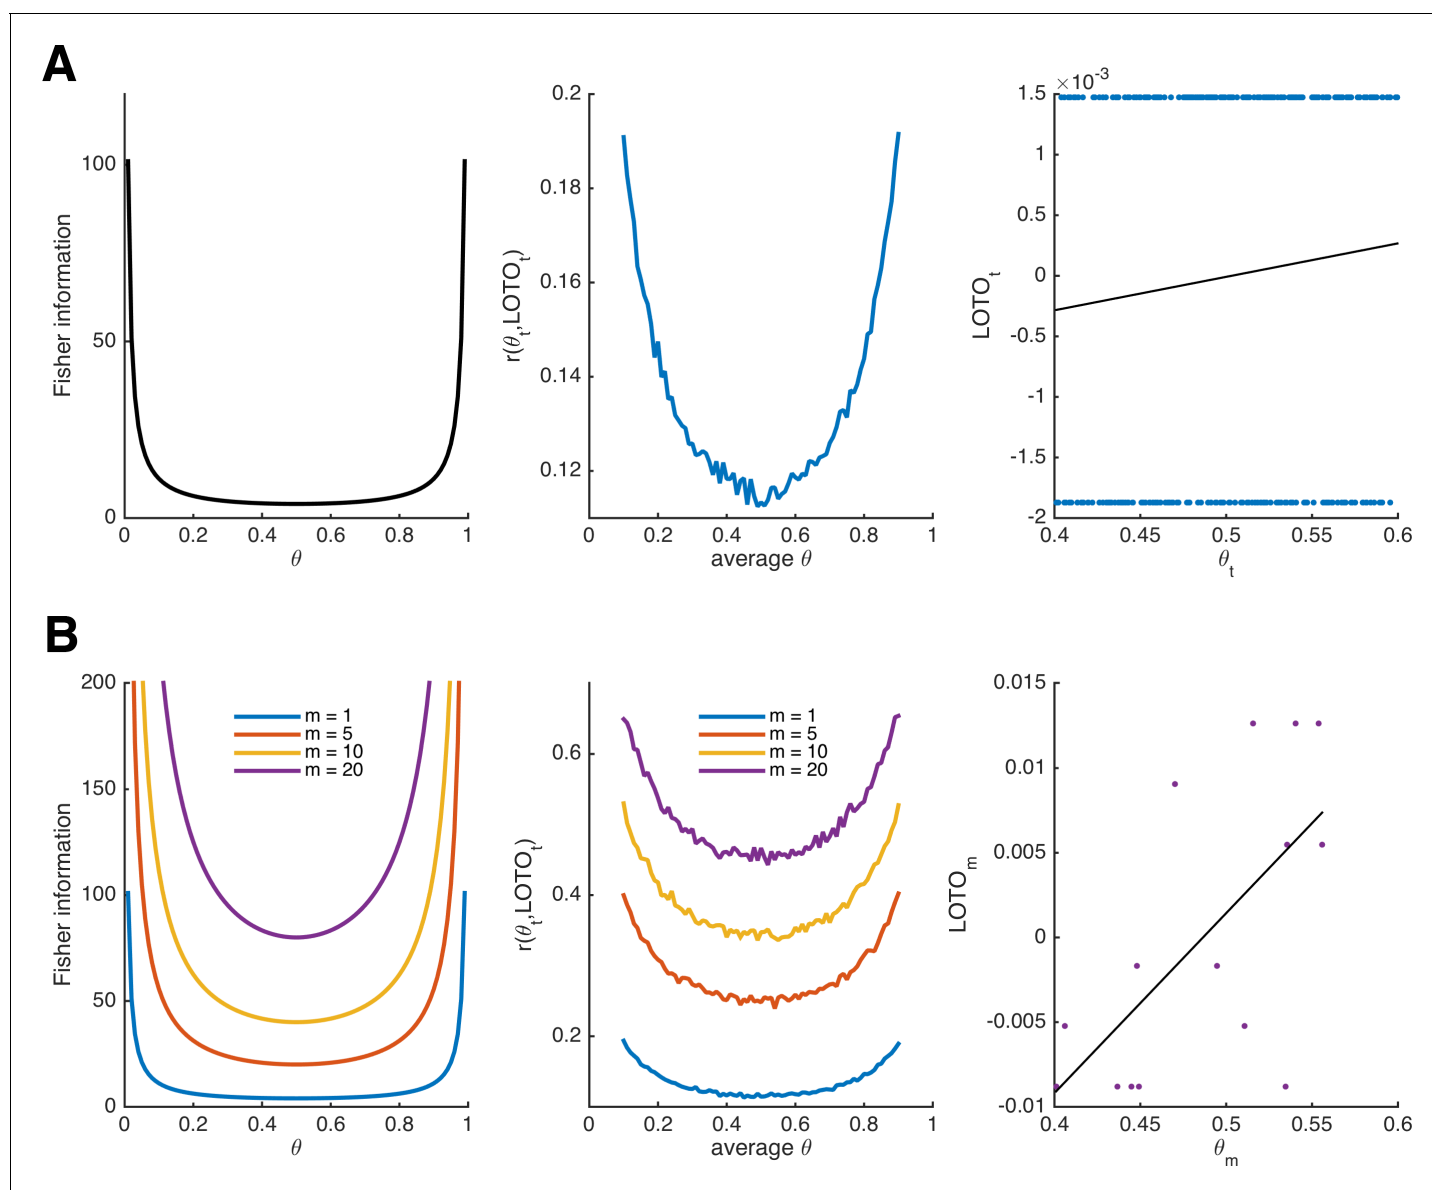 A
Fisher information
100
50
0
0 0.2 0.4 0.6 0.8 1
θ
r(θt,LOTOt)
0.2
0.18
0.16
0.14
0.12
0 0.2 0.4 0.6 0.8 1
average θ
×10-3
LOTOt
1.5
1
0.5
0
-0.5
-1
-1.5
-2
0.4 0.45 0.5 0.55 0.6
θt
B
Fisher information
200
150
100
50
0
m = 1
m = 5
m = 10
m = 20
0 0.2 0.4 0.6 0.8 1
θ
r(θt,LOTOt)
0.6
0.4
0.2
m = 1
m = 5
m = 10
m = 20
0 0.2 0.4 0.6 0.8 1
average θ
LOTOm
0.015
0.01
0.005
0
-0.005
-0.01
0.4 0.45 0.5 0.55 0.6
θm